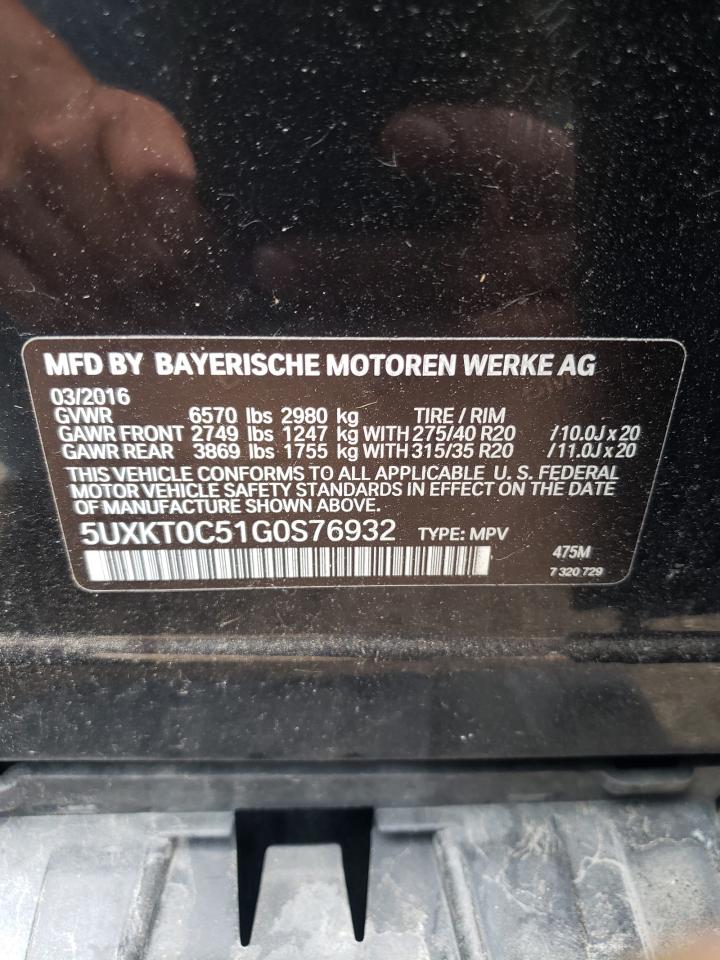 MFD BY BAYERISCHE MOTOREN WERKE AG
03/2016
GVWR 6570 lbs 2980 kg TIRE / RIM
GAWR FRONT 2749 lbs 1247 kg WITH 275/40 R20 /10.0J x 20
GAWR REAR 3869 lbs 1755 kg WITH 315/35 R20 /11.0J x 20
THIS VEHICLE CONFORMS TO ALL APPLICABLE U. S. FEDERAL
MOTOR VEHICLE SAFETY STANDARDS IN EFFECT ON THE DATE
OF MANUFACTURE SHOWN ABOVE.
5UXKT0C51G0S76932 TYPE: MPV
475M
7 320 729